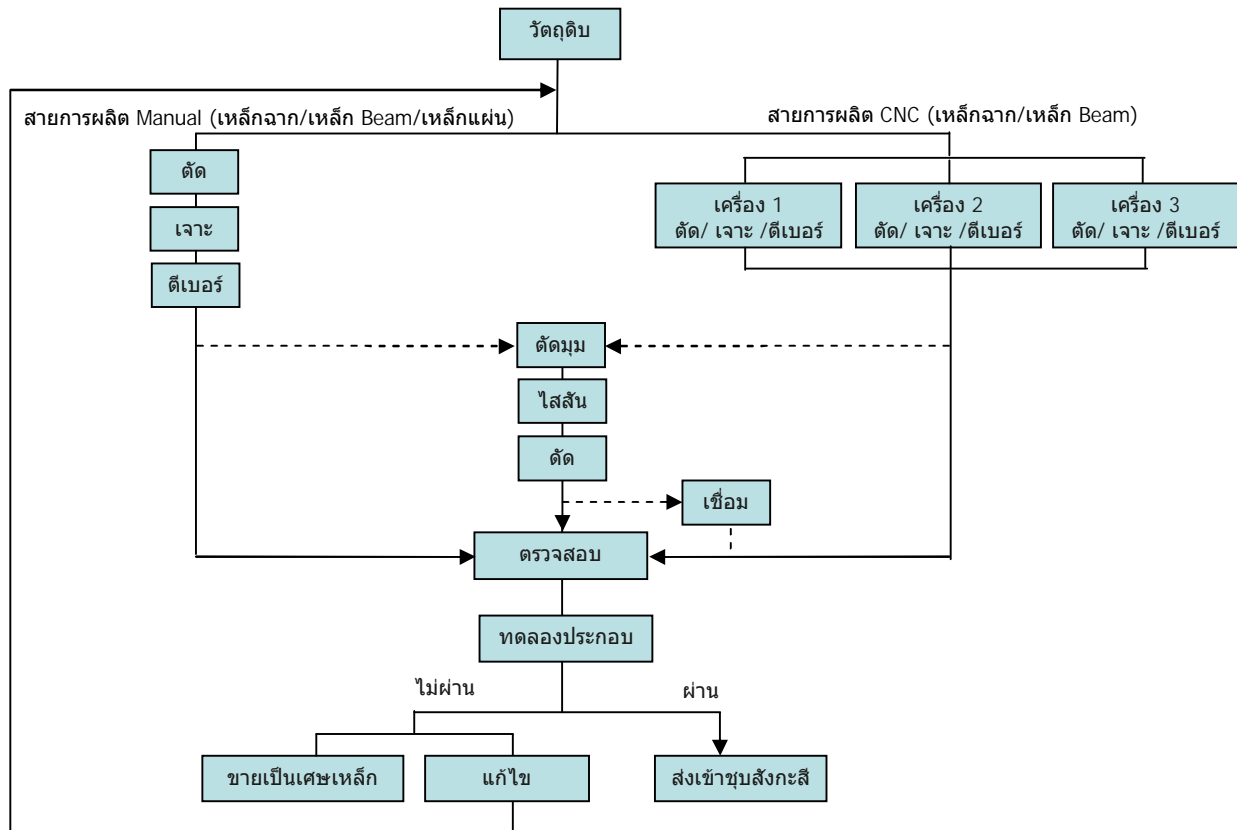 วัตถุดิบ
สายการผลิต Manual (เหล็กฉาก/เหล็ก Beam/เหล็กแผ่น)
สายการผลิต CNC (เหล็กฉาก/เหล็ก Beam)
ตัด
เจาะ
ตีเบอร์
เครื่อง 1
ตัด/ เจาะ /ตีเบอร์
เครื่อง 2
ตัด/ เจาะ /ตีเบอร์
เครื่อง 3
ตัด/ เจาะ /ตีเบอร์
ตัดมุม
ไสสัน
ดัด
เชื่อม
ตรวจสอบ
ทดลองประกอบ
ไม่ผ่าน
ผ่าน
ขายเป็นเศษเหล็ก
แก้ไข
ส่งเข้าชุบสังกะสี